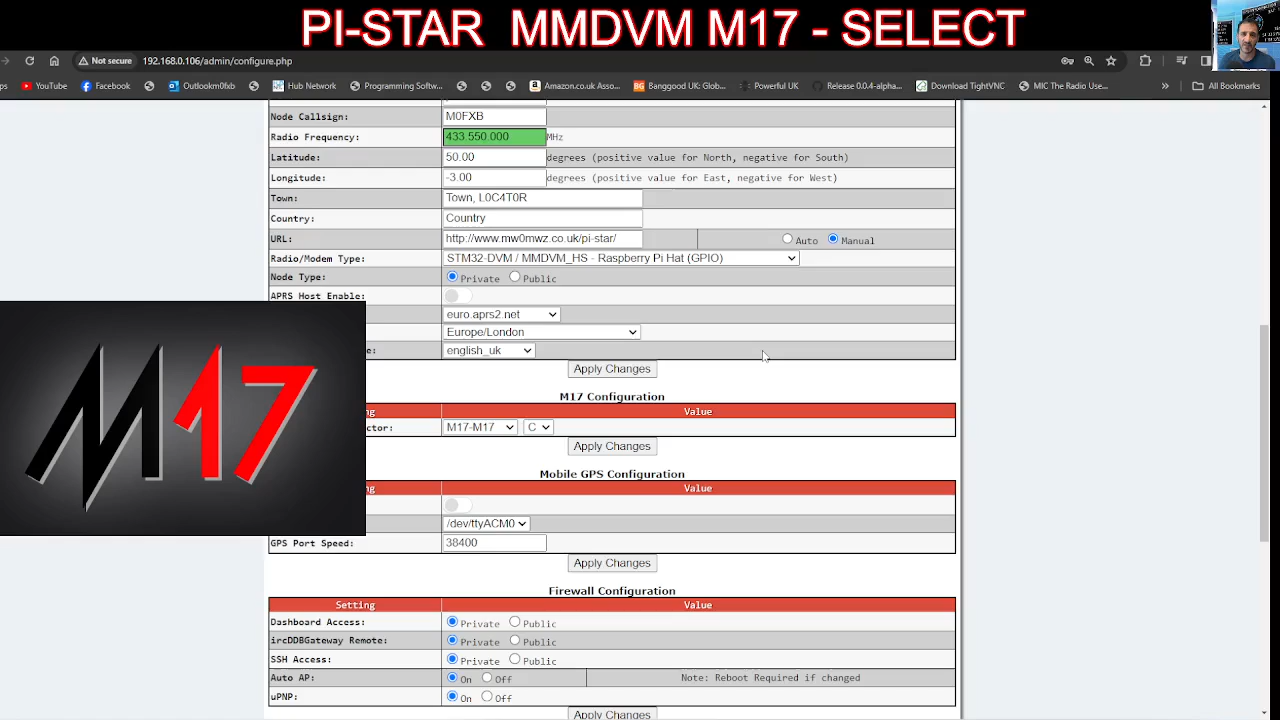 PI-STAR MMDVM M17 - SELECT
Not secure 192.168.0.106/admin/configure.php
ps YouTube Facebook Outlookm0fxb Hub Network Programming Softw... Amazon.co.uk Asso... Banggood UK: Glob... Powerful UK Release 0.0.4-alpha... Download TightVNC MIC The Radio Use... » All Bookmarks
Node Callsign: M0FXB
Radio Frequency: 433.550.000 MHz
Latitude: 50.00 degrees (positive value for North, negative for South)
Longitude: -3.00 degrees (positive value for East, negative for West)
Town: Town, L0C4T0R
Country: Country
URL: http://www.mw0mwz.co.uk/pi-star/ Auto Manual
Radio/Modem Type: STM32-DVM / MMDVM_HS - Raspberry Pi Hat (GPIO)
Node Type: Private Public
APRS Host Enable:
euro.aprs2.net
Europe/London
e: english_uk
Apply Changes
M17 Configuration
ng Value
ctor: M17-M17 C
Apply Changes
M17
Mobile GPS Configuration
ng Value
/dev/ttyACM0
GPS Port Speed: 38400
Apply Changes
Firewall Configuration
Setting Value
Dashboard Access: Private Public
ircDDBGateway Remote: Private Public
SSH Access: Private Public
Auto AP: On Off Note: Reboot Required if changed
uPNP: On Off
Apply Changes